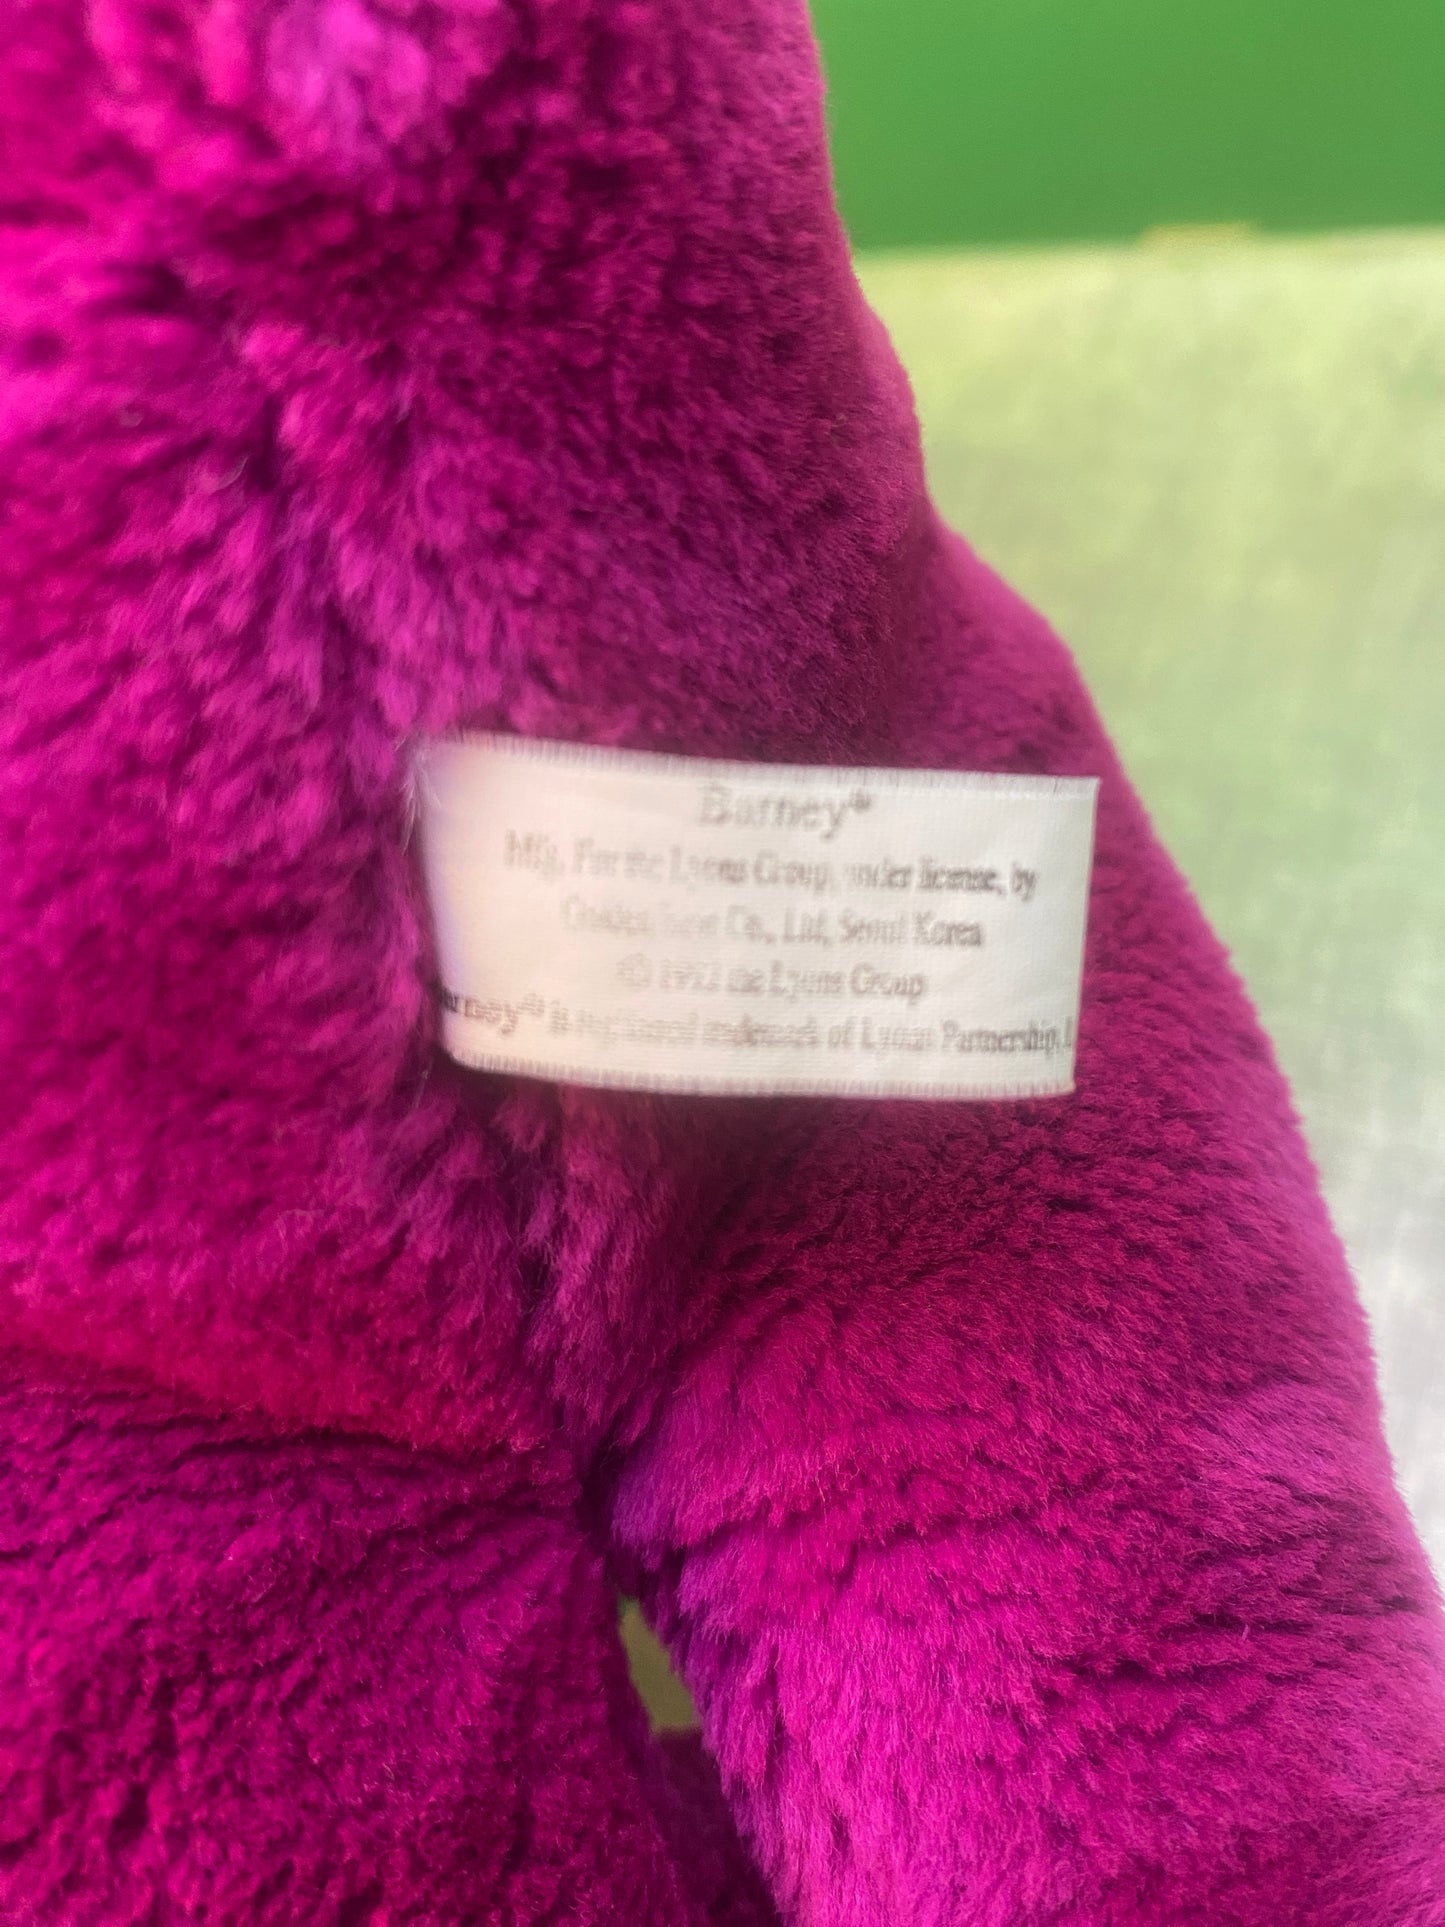 Barney®
Mfg. For the Lyons Group, under license, by
Co., Ltd, Seoul Korea
© the Lyons Group
arney® is registered trademark of Lyons Partnership, L